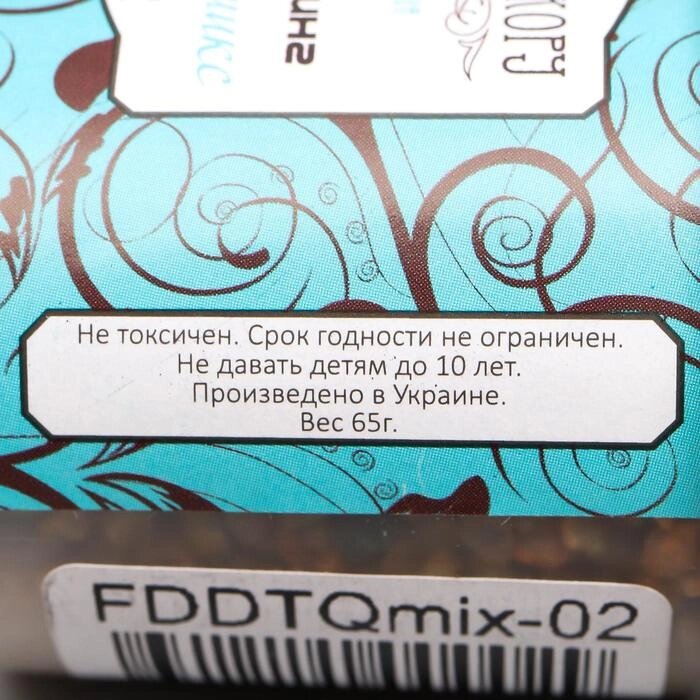 Не токсичен. Срок годности не ограничен.
Не давать детям до 10 лет.
Произведено в Украине.
Вес 65г.
FDDTQmix-02